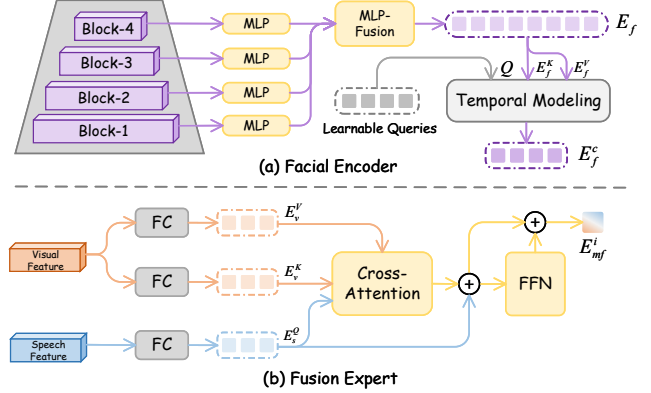 Block-4
Block-3
Block-2
Block-1
MLP
MLP
MLP
MLP
MLP-
Fusion
E_f
Q E_f^K E_f^V
Learnable Queries
Temporal Modeling
E_f^c
(a) Facial Encoder
Visual
Feature
FC
E_v^V
FC
E_v^K
Cross-
Attention
FFN
E_{mf}^i
Speech
Feature
FC
E_s^Q
(b) Fusion Expert